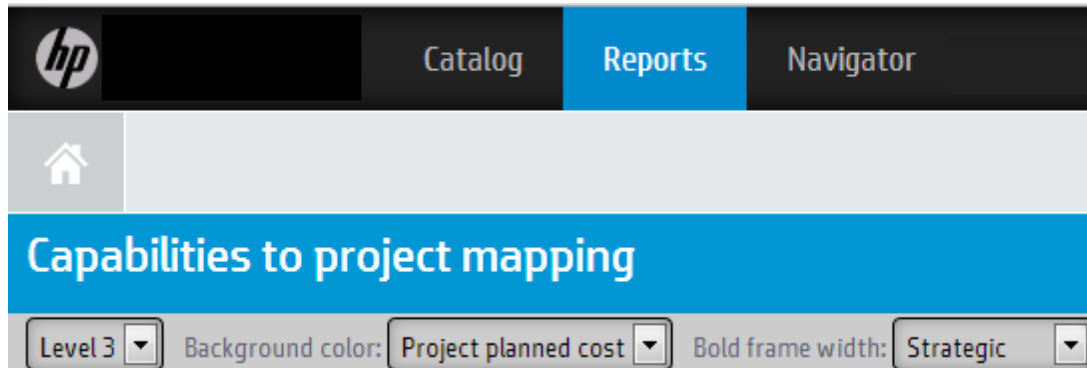 hp Catalog Reports Navigator
Capabilities to project mapping
Level 3 Background color: Project planned cost Bold frame width: Strategic